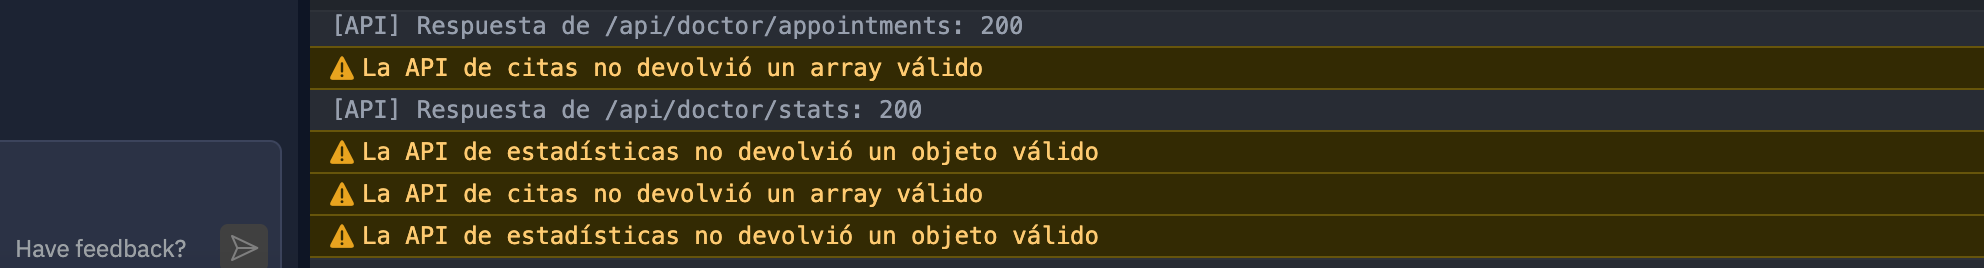 [API] Respuesta de /api/doctor/appointments: 200
La API de citas no devolvió un array válido
[API] Respuesta de /api/doctor/stats: 200
La API de estadísticas no devolvió un objeto válido
La API de citas no devolvió un array válido
La API de estadísticas no devolvió un objeto válido
Have feedback?